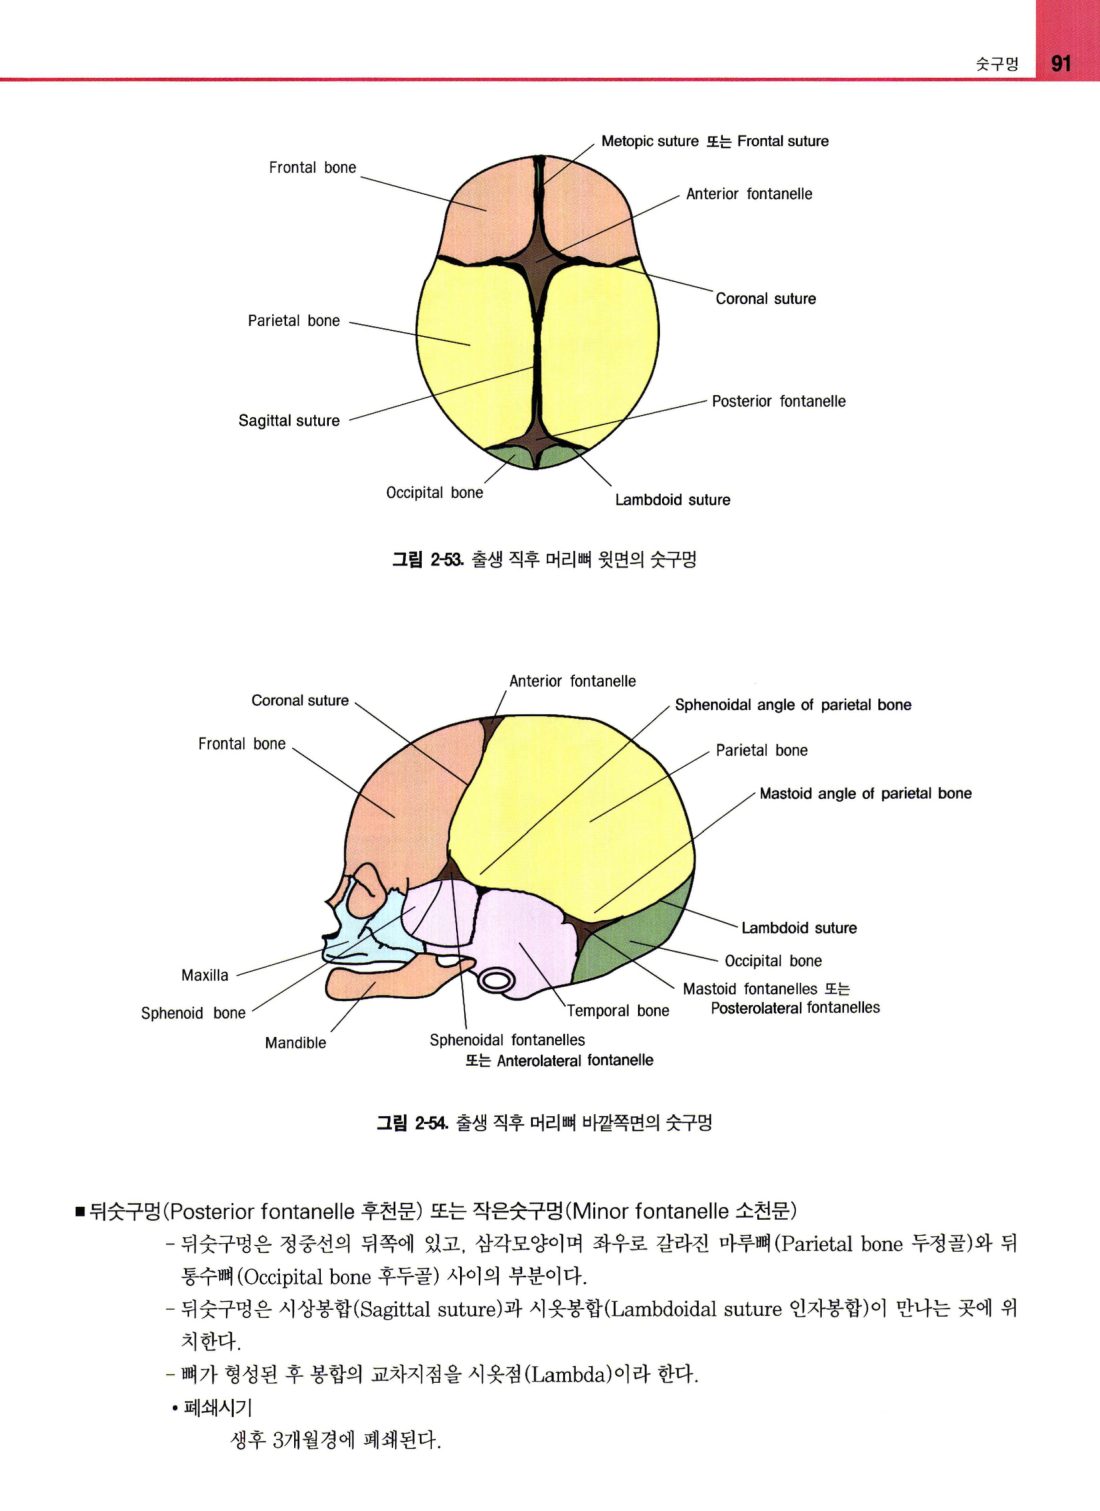 숫구멍 91
Metopic suture 또는 Frontal suture
Frontal bone
Anterior fontanelle
Coronal suture
Parietal bone
Posterior fontanelle
Sagittal suture
Occipital bone
Lambdoid suture
그림 2-53. 출생 직후 머리뼈 윗면의 숫구멍
Anterior fontanelle
Coronal suture
Sphenoidal angle of parietal bone
Frontal bone
Parietal bone
Mastoid angle of parietal bone
Lambdoid suture
Occipital bone
Maxilla
Mastoid fontanelles 또는
Posterolateral fontanelles
Sphenoid bone
Temporal bone
Mandible
Sphenoidal fontanelles
또는 Anterolateral fontanelle
그림 2-54. 출생 직후 머리뼈 바깥쪽면의 숫구멍
■ 뒤숫구멍(Posterior fontanelle 후천문) 또는 작은숫구멍(Minor fontanelle 소천문)
- 뒤숫구멍은 정중선의 뒤쪽에 있고, 삼각모양이며 좌우로 갈라진 마루뼈(Parietal bone 두정골)와 뒤
통수뼈(Occipital bone 후두골) 사이의 부분이다.
- 뒤숫구멍은 시상봉합(Sagittal suture)과 시옷봉합(Lambdoidal suture 인자봉합)이 만나는 곳에 위
치한다.
- 뼈가 형성된 후 봉합의 교차지점을 시옷점(Lambda)이라 한다.
• 폐쇄시기
생후 3개월경에 폐쇄된다.